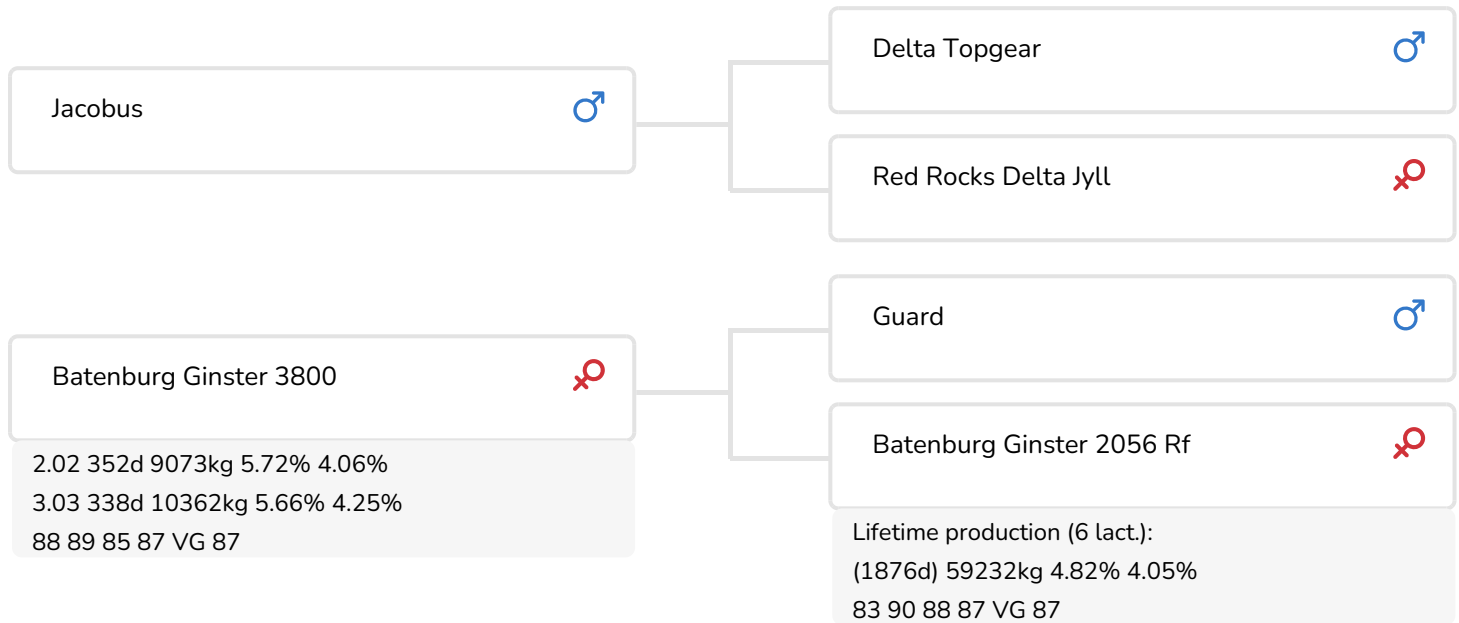 Delta Topgear
Jacobus
Red Rocks Delta Jyll
Guard
Batenburg Ginster 3800
2.02 352d 9073kg 5.72% 4.06%
3.03 338d 10362kg 5.66% 4.25%
88 89 85 87 VG 87
Batenburg Ginster 2056 Rf
Lifetime production (6 lact.):
(1876d) 59232kg 4.82% 4.05%
83 90 88 87 VG 87